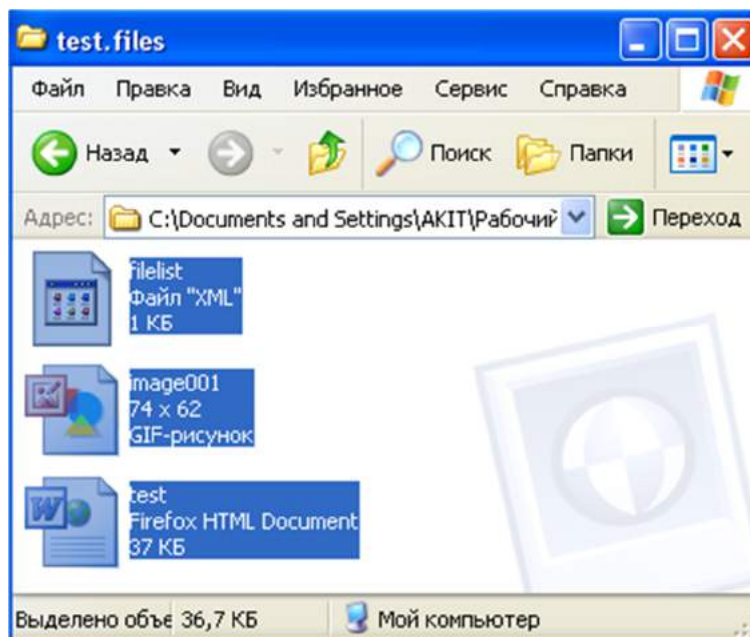 test.files
Файл Правка Вид Избранное Сервис Справка
Назад Поиск Папки
Адрес: C:\Documents and Settings\AKIT\Рабочий Переход
filelist
Файл "XML"
1 КБ
image001
74 x 62
GIF-рисунок
test
Firefox HTML Document
37 КБ
Выделено объе 36,7 КБ Мой компьютер